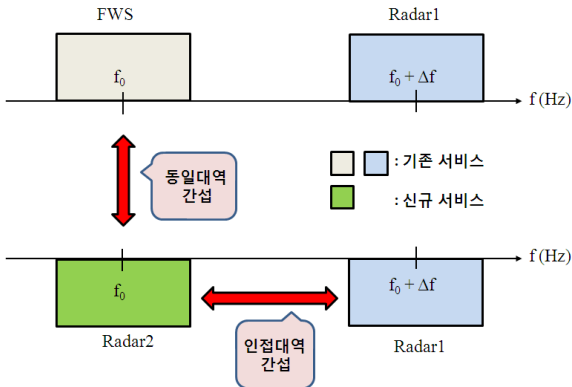 FWS Radar1
f₀ f₀ + Δf
f (Hz)
동일대역
간섭
: 기존 서비스
: 신규 서비스
f (Hz)
f₀ f₀ + Δf
Radar2 Radar1
인접대역
간섭